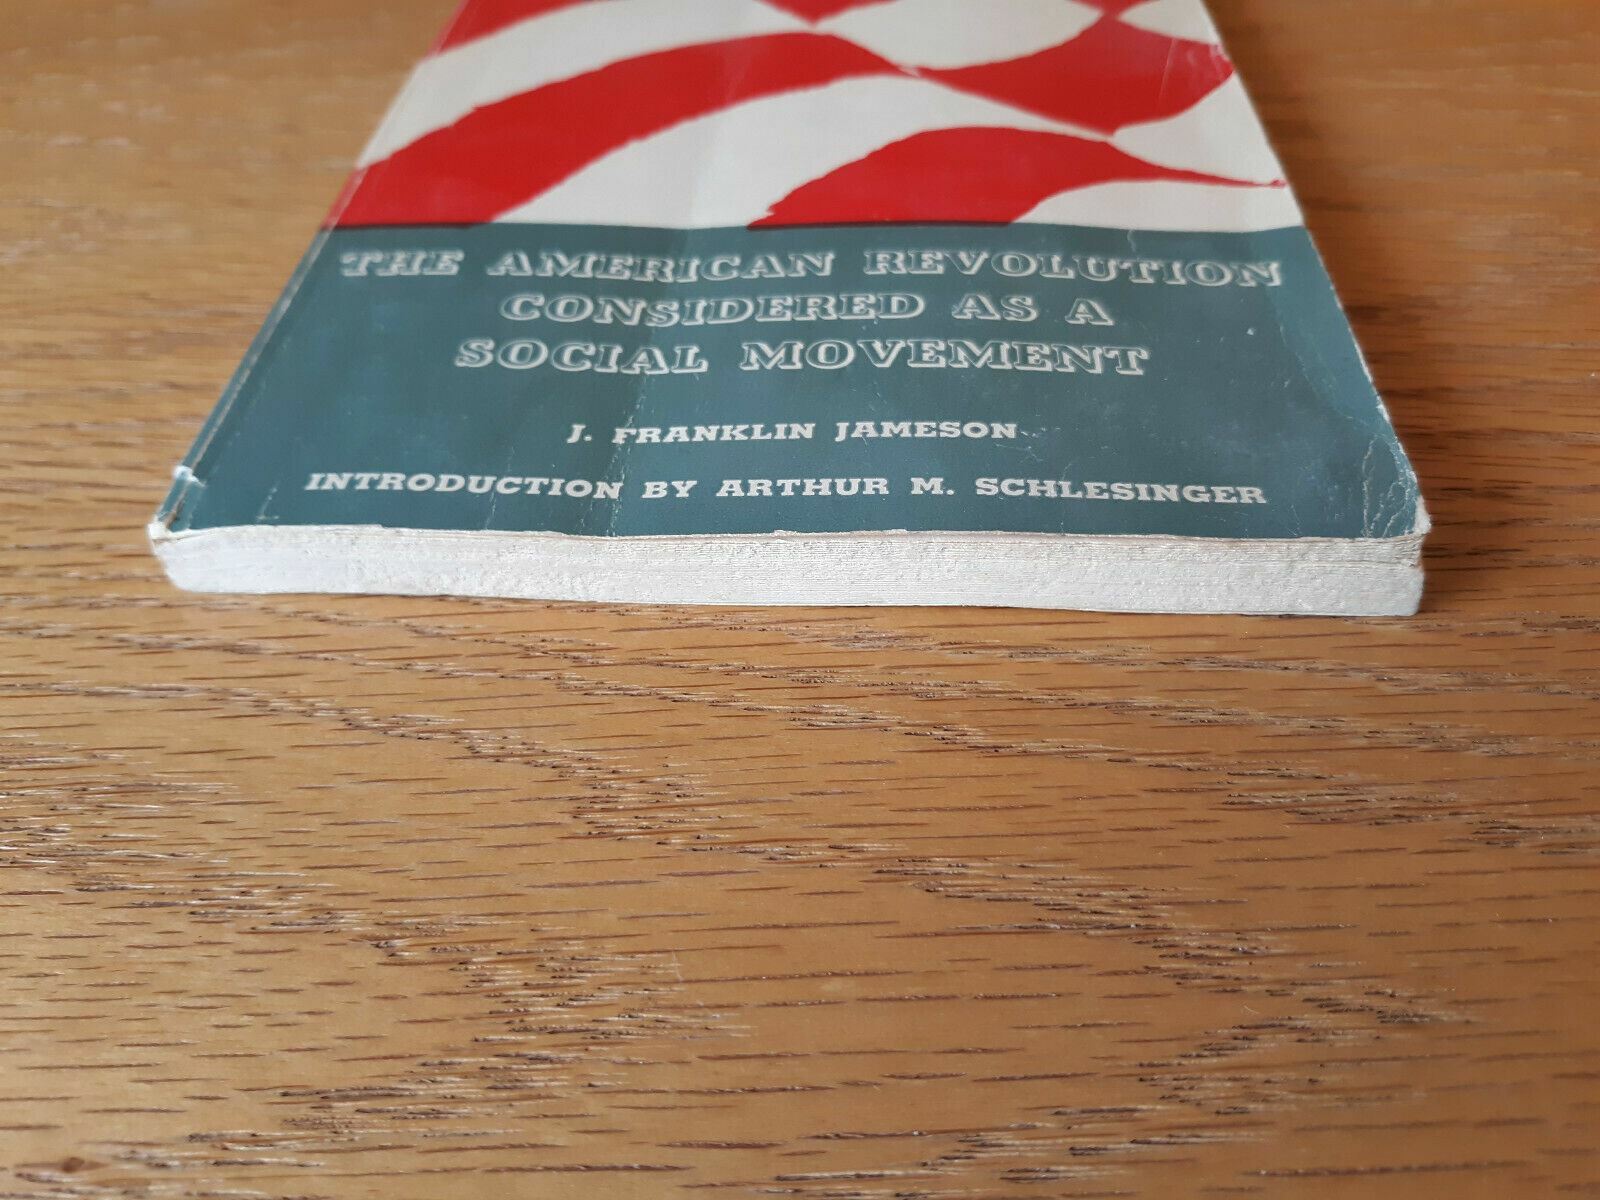 THE AMERICAN REVOLUTION
CONSIDERED AS A
SOCIAL MOVEMENT
J. FRANKLIN JAMESON
INTRODUCTION BY ARTHUR M. SCHLESINGER